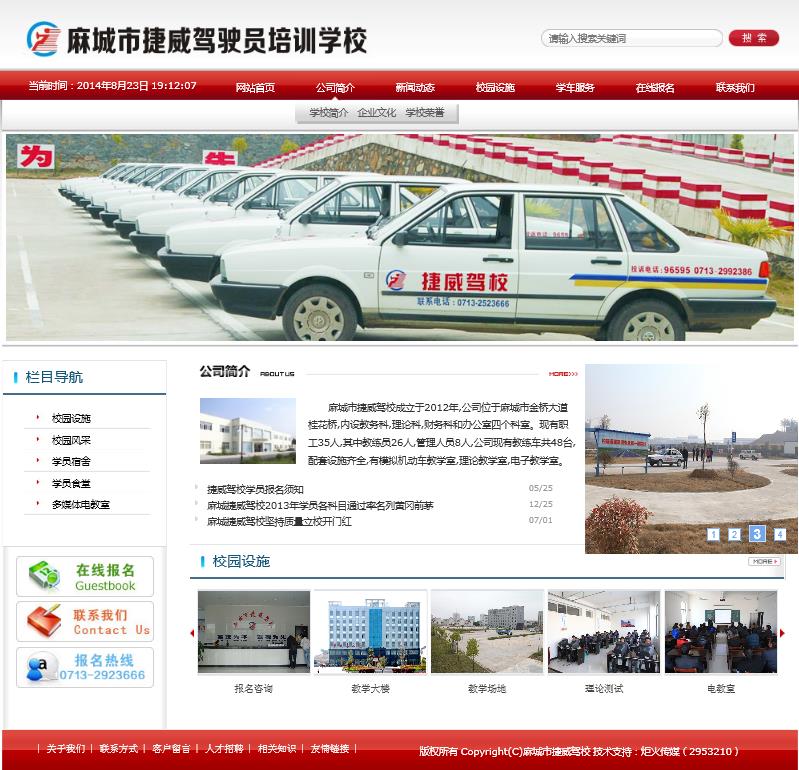 麻城市捷威驾驶员培训学校
请输入搜索关键词
搜 索
当前时间：2014年8月23日 19:12:07
网站首页 公司简介 新闻动态 校园设施 学车服务 在线报名 联系我们
学校简介 企业文化 学校荣誉
为
投诉电话:96595 0713-2992386
捷威驾校
联系电话:0713-2523666
栏目导航
校园设施
校园风采
学员宿舍
学员食堂
多媒体电教室
公司简介 ABOUT US MORE>>>
麻城市捷威驾校成立于2012年,公司位于麻城市金桥大道
桂花桥,内设教务科,理论科,财务科和办公室四个科室。现有职
工35人,其中教练员26人,管理人员8人,公司现有教练车共48台,
配套设施齐全,有模拟机动车教学室,理论教学室,电子教学室。
捷威驾校学员报名须知 05/25
麻城捷威驾校2013年学员各科目通过率名列黄冈前茅 12/25
麻城捷威驾校坚持质量立校开门红 07/01
1 2 3 4
在线报名
Guestbook
联系我们
Contact Us
报名热线
0713-2923666
校园设施 MORE
报名咨询 教学大楼 教学场地 理论测试 电教室
| 关于我们 | 联系方式 | 客户留言 | 人才招聘 | 相关知识 | 友情链接 |
版权所有 Copyright(C)麻城市捷威驾校 技术支持：炬火传媒（2953210）